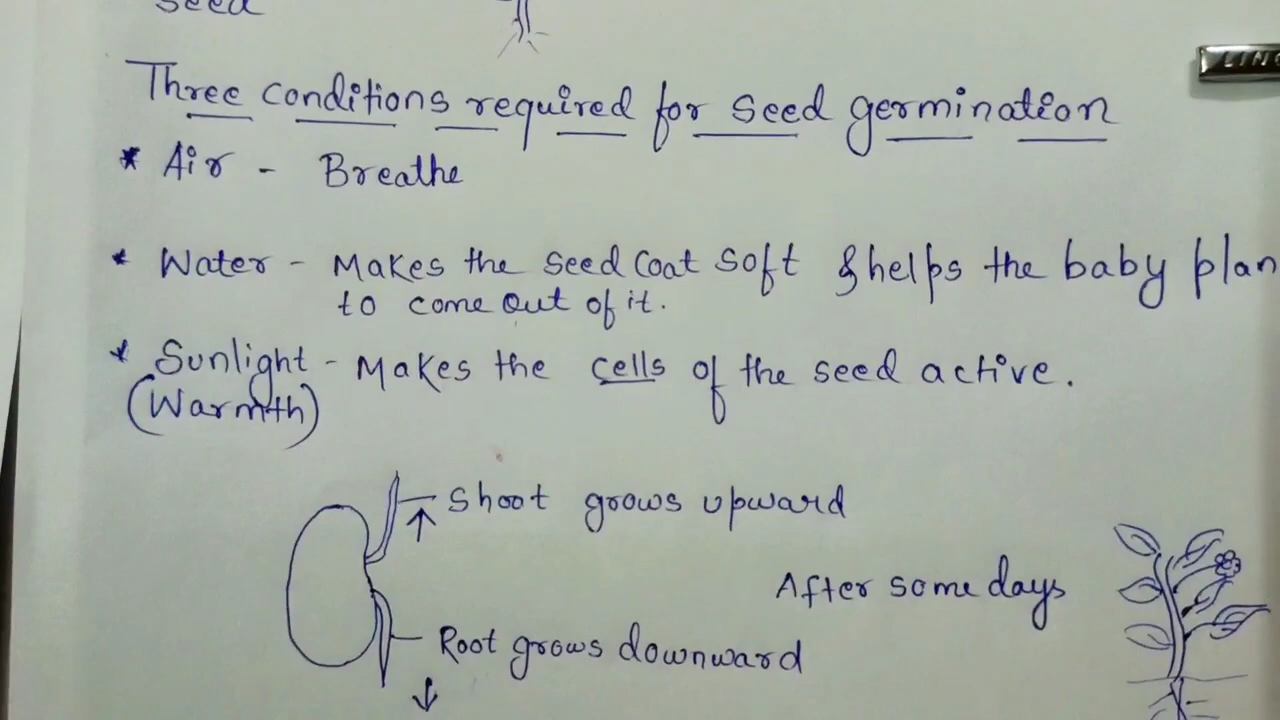 seed
Three conditions required for seed germination
* Air - Breathe
* Water - Makes the seed coat soft & helps the baby plan
to come out of it.
* Sunlight - Makes the cells of the seed active.
(Warmth)
Shoot grows upward
After some days
Root grows downward